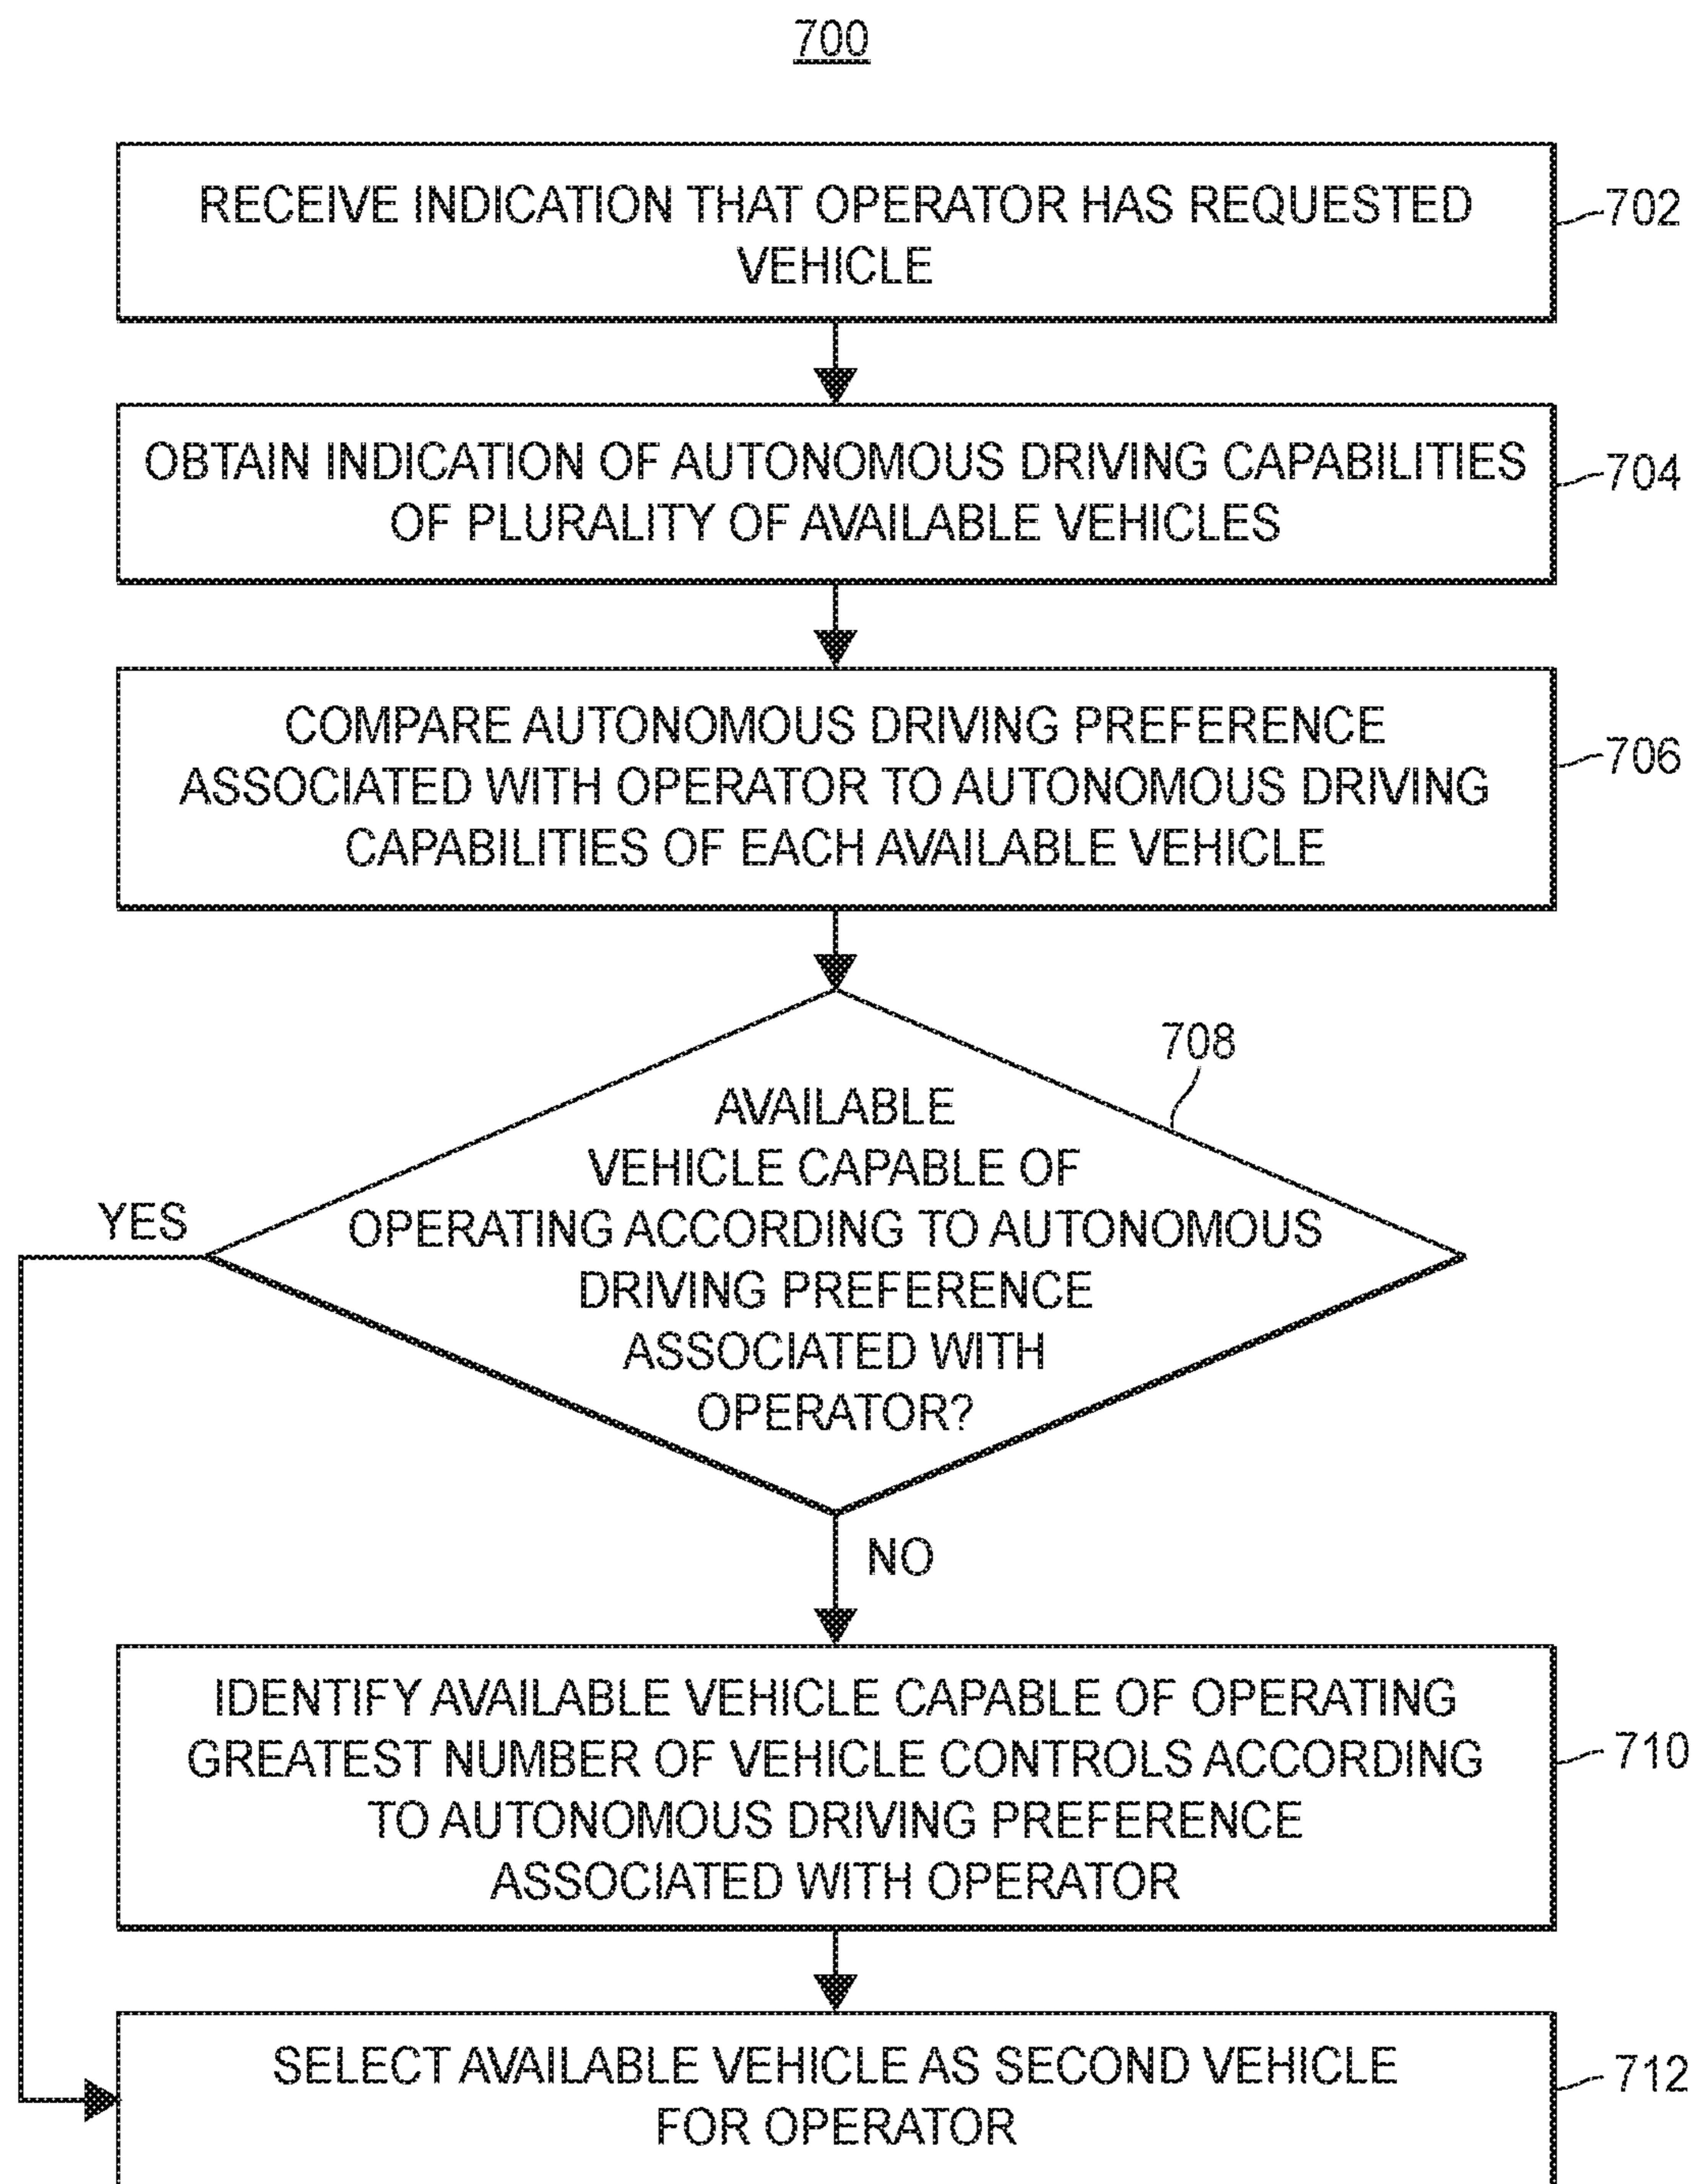 700
RECEIVE INDICATION THAT OPERATOR HAS REQUESTED
VEHICLE
702
OBTAIN INDICATION OF AUTONOMOUS DRIVING CAPABILITIES
OF PLURALITY OF AVAILABLE VEHICLES
704
COMPARE AUTONOMOUS DRIVING PREFERENCE
ASSOCIATED WITH OPERATOR TO AUTONOMOUS DRIVING
CAPABILITIES OF EACH AVAILABLE VEHICLE
706
708
AVAILABLE
VEHICLE CAPABLE OF
OPERATING ACCORDING TO AUTONOMOUS
DRIVING PREFERENCE
ASSOCIATED WITH
OPERATOR?
YES
NO
IDENTIFY AVAILABLE VEHICLE CAPABLE OF OPERATING
GREATEST NUMBER OF VEHICLE CONTROLS ACCORDING
TO AUTONOMOUS DRIVING PREFERENCE
ASSOCIATED WITH OPERATOR
710
SELECT AVAILABLE VEHICLE AS SECOND VEHICLE
FOR OPERATOR
712